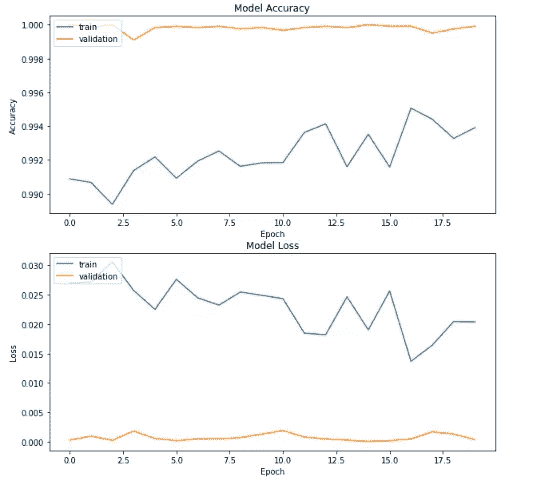 Model Accuracy
1.000
train
validation
0.998
0.996
0.994
0.992
0.990
Accuracy
0.0 2.5 5.0 7.5 10.0 12.5 15.0 17.5
Epoch
Model Loss
0.030
train
validation
0.025
0.020
0.015
0.010
0.005
0.000
Loss
0.0 2.5 5.0 7.5 10.0 12.5 15.0 17.5
Epoch